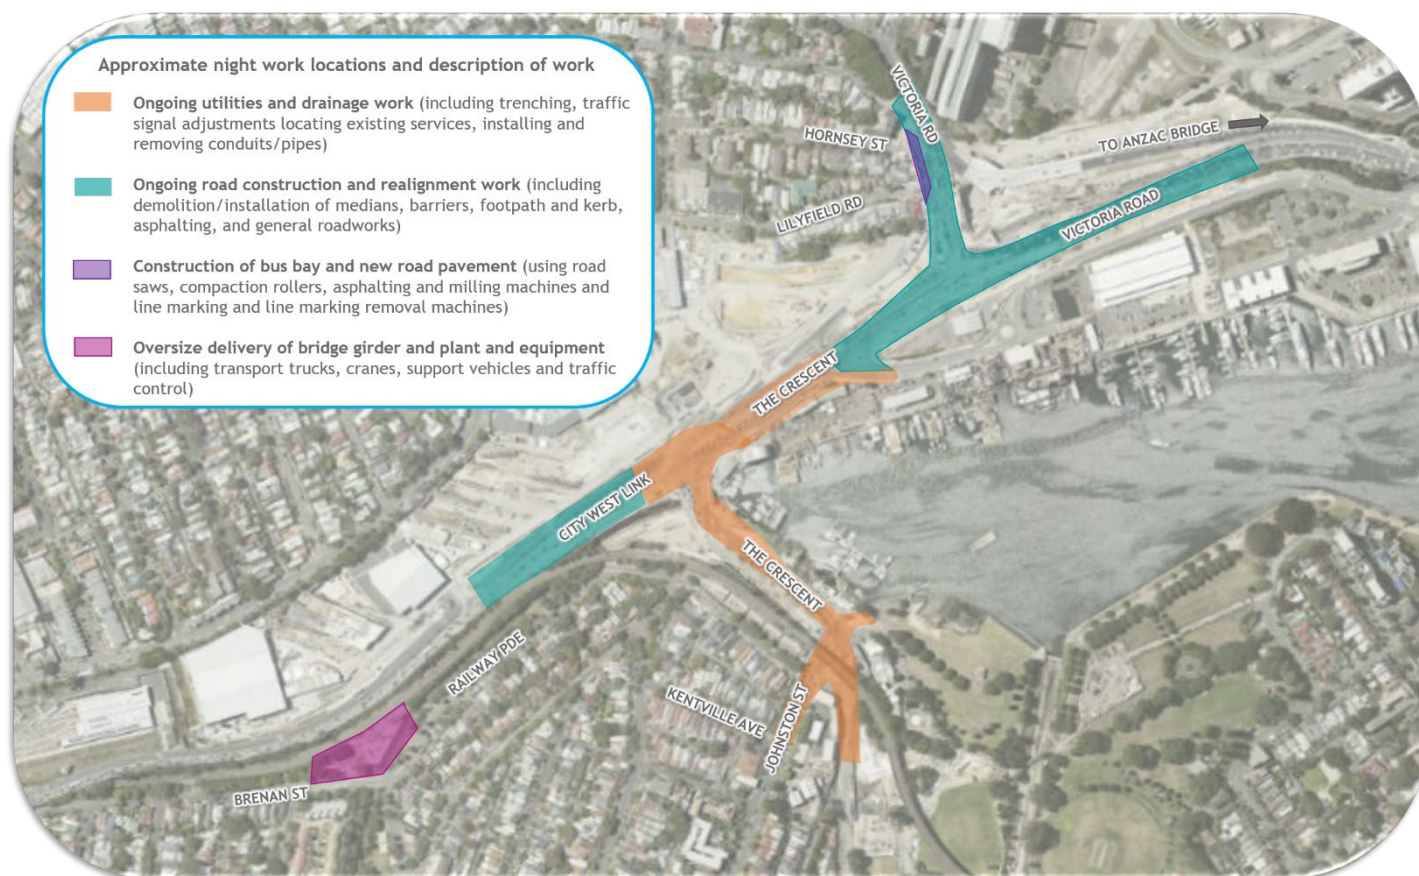 Approximate night work locations and description of work
Ongoing utilities and drainage work (including trenching, traffic
signal adjustments locating existing services, installing and
removing conduits/pipes)
Ongoing road construction and realignment work (including
demolition/installation of medians, barriers, footpath and kerb,
asphalting, and general roadworks)
Construction of bus bay and new road pavement (using road
saws, compaction rollers, asphalting and milling machines and
line marking and line marking removal machines)
Oversize delivery of bridge girder and plant and equipment
(including transport trucks, cranes, support vehicles and traffic
control)
VICTORIA RD
HORNSEY ST
TO ANZAC BRIDGE
LILYFIELD RD
VICTORIA ROAD
THE CRESCENT
CITY WEST LINK
THE CRESCENT
RAILWAY PDE
KENTVILLE AVE
JOHNSTON ST
BRENAN ST